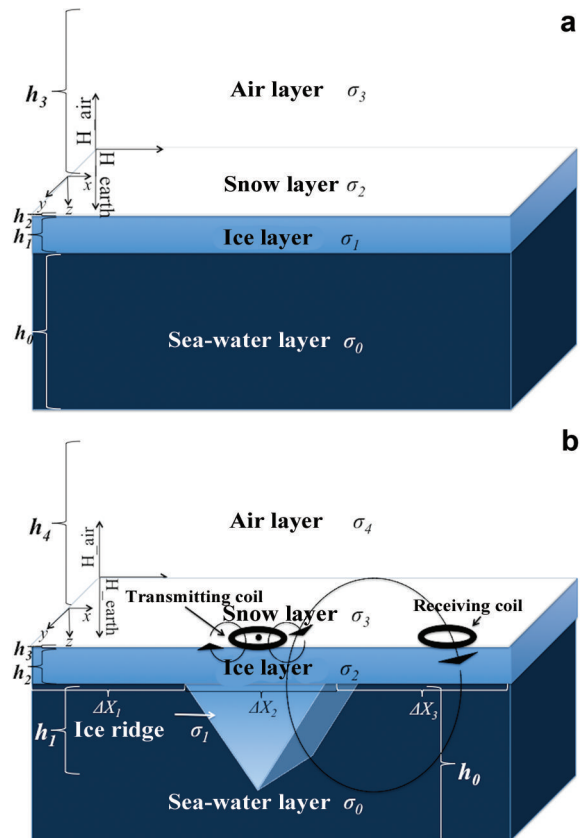 a
h₃
H_air
Air layer σ₃
H_earth
x
y
z
Snow layer σ₂
h₂
h₁
Ice layer σ₁
h₀
Sea-water layer σ₀
b
h₄
H_air
Air layer σ₄
H_earth
x
y
z
Transmitting coil
Receiving coil
Snow layer σ₃
h₃
h₂
Ice layer σ₂
ΔX₁
ΔX₂
ΔX₃
h₁
Ice ridge σ₁
h₀
Sea-water layer σ₀